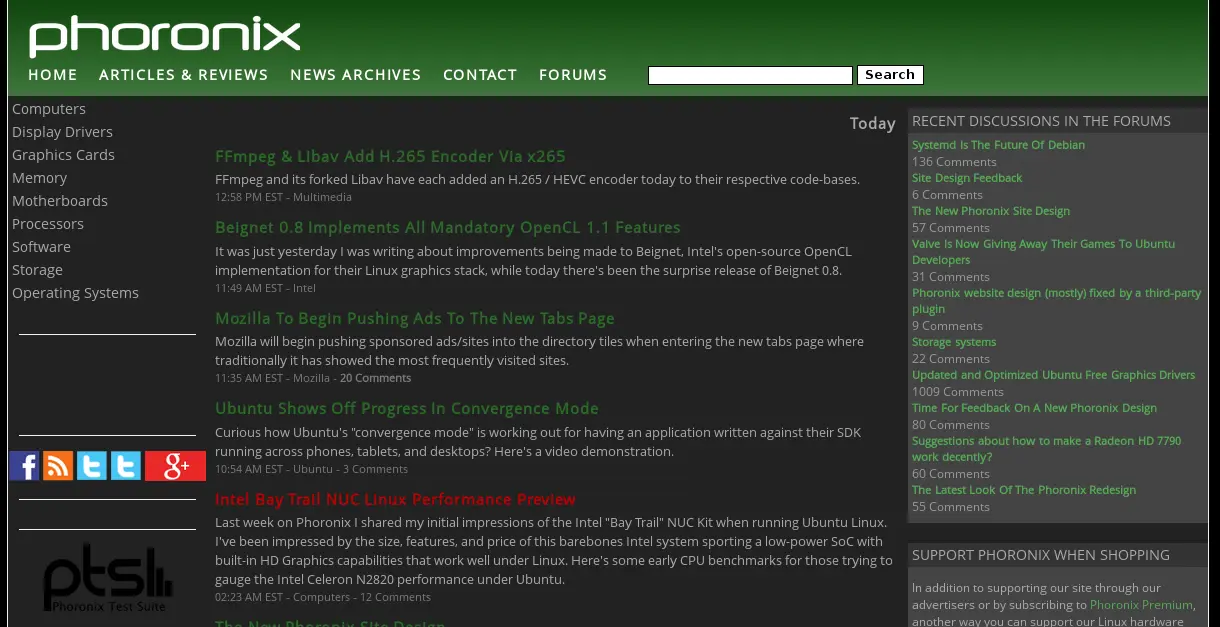 phoronix
HOME ARTICLES & REVIEWS NEWS ARCHIVES CONTACT FORUMS Search
Computers
Display Drivers
Graphics Cards
Memory
Motherboards
Processors
Software
Storage
Operating Systems
f
g+
ptsl
Phoronix Test Suite
Today
FFmpeg & Libav Add H.265 Encoder Via x265
FFmpeg and its forked Libav have each added an H.265 / HEVC encoder today to their respective code-bases.
12:58 PM EST - Multimedia
Beignet 0.8 Implements All Mandatory OpenCL 1.1 Features
It was just yesterday I was writing about improvements being made to Beignet, Intel's open-source OpenCL
implementation for their Linux graphics stack, while today there's been the surprise release of Beignet 0.8.
11:49 AM EST - Intel
Mozilla To Begin Pushing Ads To The New Tabs Page
Mozilla will begin pushing sponsored ads/sites into the directory tiles when entering the new tabs page where
traditionally it has showed the most frequently visited sites.
11:35 AM EST - Mozilla - 20 Comments
Ubuntu Shows Off Progress In Convergence Mode
Curious how Ubuntu's "convergence mode" is working out for having an application written against their SDK
running across phones, tablets, and desktops? Here's a video demonstration.
10:54 AM EST - Ubuntu - 3 Comments
Intel Bay Trail NUC Linux Performance Preview
Last week on Phoronix I shared my initial impressions of the Intel "Bay Trail" NUC Kit when running Ubuntu Linux.
I've been impressed by the size, features, and price of this barebones Intel system sporting a low-power SoC with
built-in HD Graphics capabilities that work well under Linux. Here's some early CPU benchmarks for those trying to
gauge the Intel Celeron N2820 performance under Ubuntu.
02:23 AM EST - Computers - 12 Comments
The New Phoronix Site Design
RECENT DISCUSSIONS IN THE FORUMS
Systemd Is The Future Of Debian
136 Comments
Site Design Feedback
6 Comments
The New Phoronix Site Design
57 Comments
Valve Is Now Giving Away Their Games To Ubuntu
Developers
31 Comments
Phoronix website design (mostly) fixed by a third-party
plugin
9 Comments
Storage systems
22 Comments
Updated and Optimized Ubuntu Free Graphics Drivers
1009 Comments
Time For Feedback On A New Phoronix Design
80 Comments
Suggestions about how to make a Radeon HD 7790
work decently?
60 Comments
The Latest Look Of The Phoronix Redesign
55 Comments
SUPPORT PHORONIX WHEN SHOPPING
In addition to supporting our site through our
advertisers or by subscribing to Phoronix Premium,
another way you can support our Linux hardware